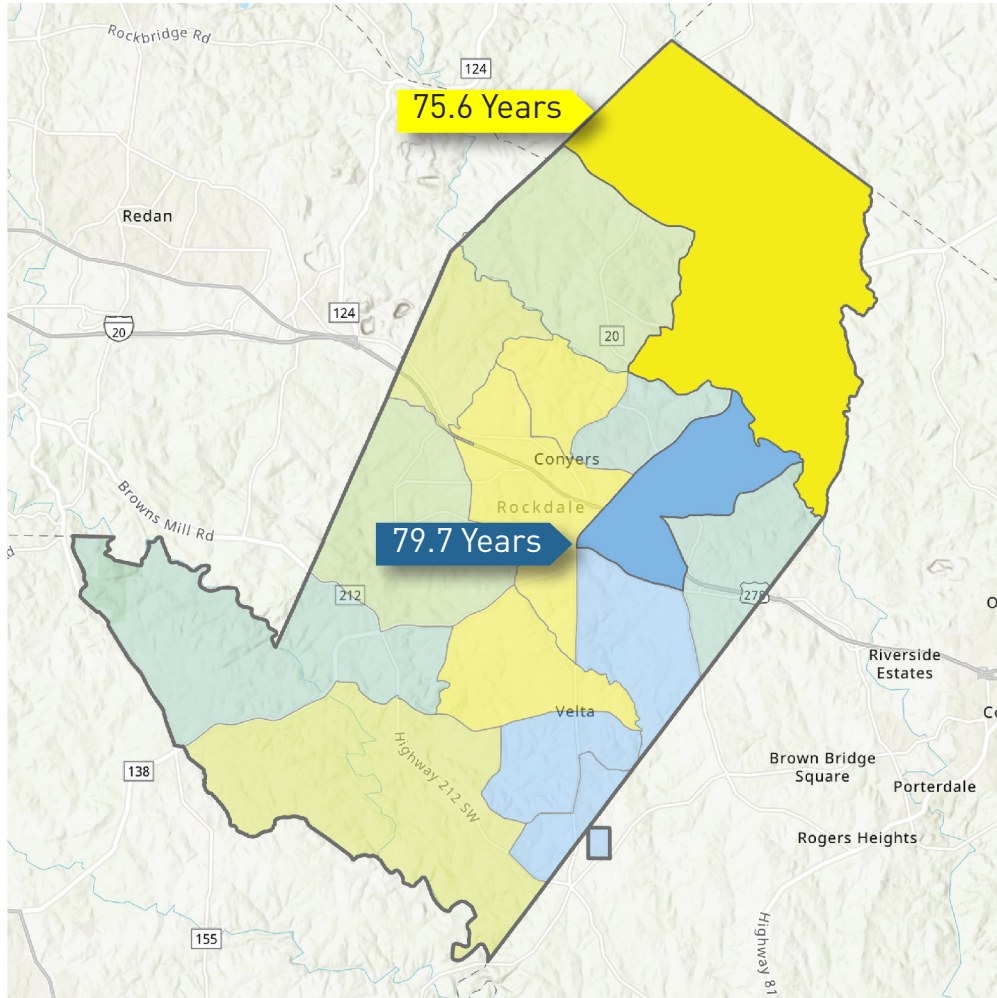 Rockbridge Rd
124
75.6 Years
Redan
124
20
20
Conyers
Rockdale
Browns Mill Rd
79.7 Years
212
278
Riverside
Estates
Velta
Highway 212 SW
138
Brown Bridge
Square
Porterdale
Rogers Heights
155
Highway 81